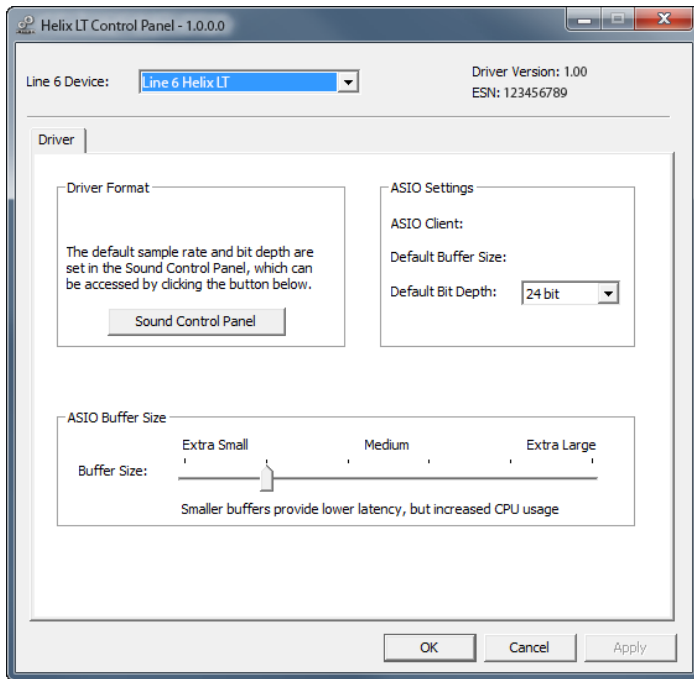 Helix LT Control Panel - 1.0.0.0
Line 6 Device:
Line 6 Helix LT
Driver Version: 1.00
ESN: 123456789
Driver
Driver Format
The default sample rate and bit depth are
set in the Sound Control Panel, which can
be accessed by clicking the button below.
Sound Control Panel
ASIO Settings
ASIO Client:
Default Buffer Size:
Default Bit Depth:
24 bit
ASIO Buffer Size
Extra Small
Medium
Extra Large
Buffer Size:
Smaller buffers provide lower latency, but increased CPU usage
OK
Cancel
Apply